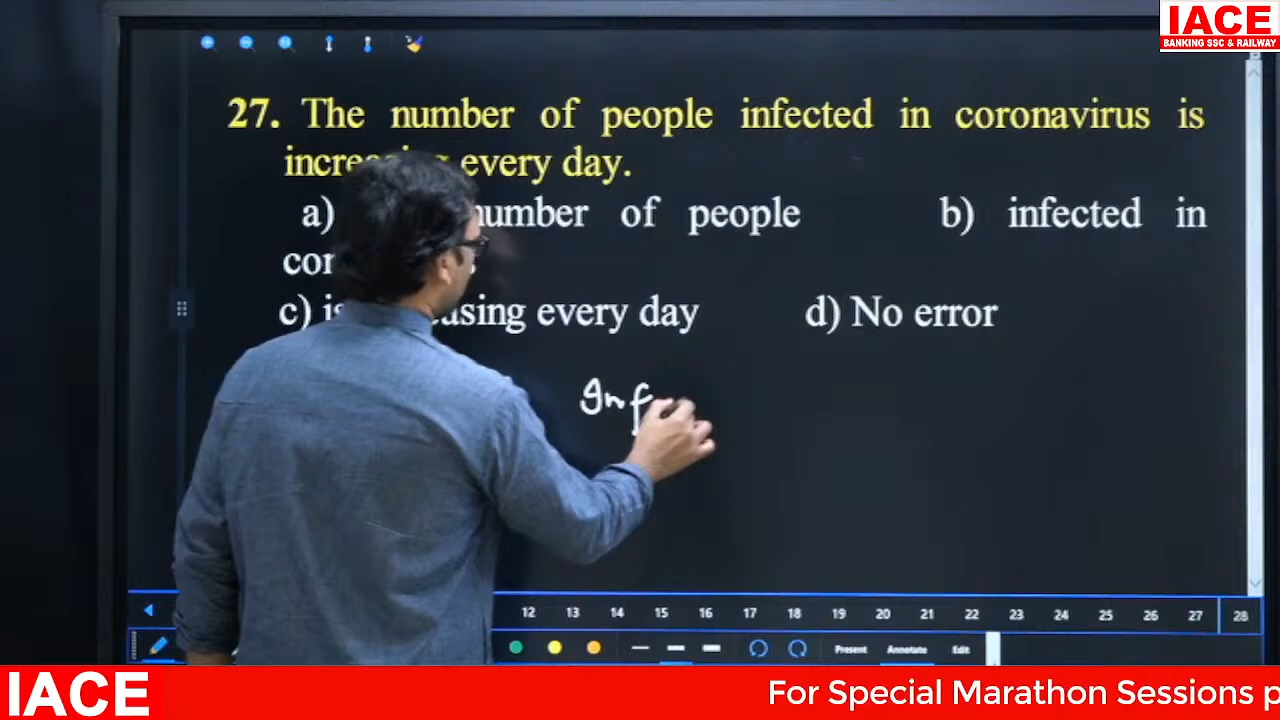 IACE
BANKING SSC & RAILWAY
27. The number of people infected in coronavirus is
every day.
a) number of people b) infected in
c) every day d) No error
Inf
12 13 14 15 16 17 18 19 20 21 22 23 24 25 26 27 28
Present Annotate Edit
IACE For Special Marathon Sessions p